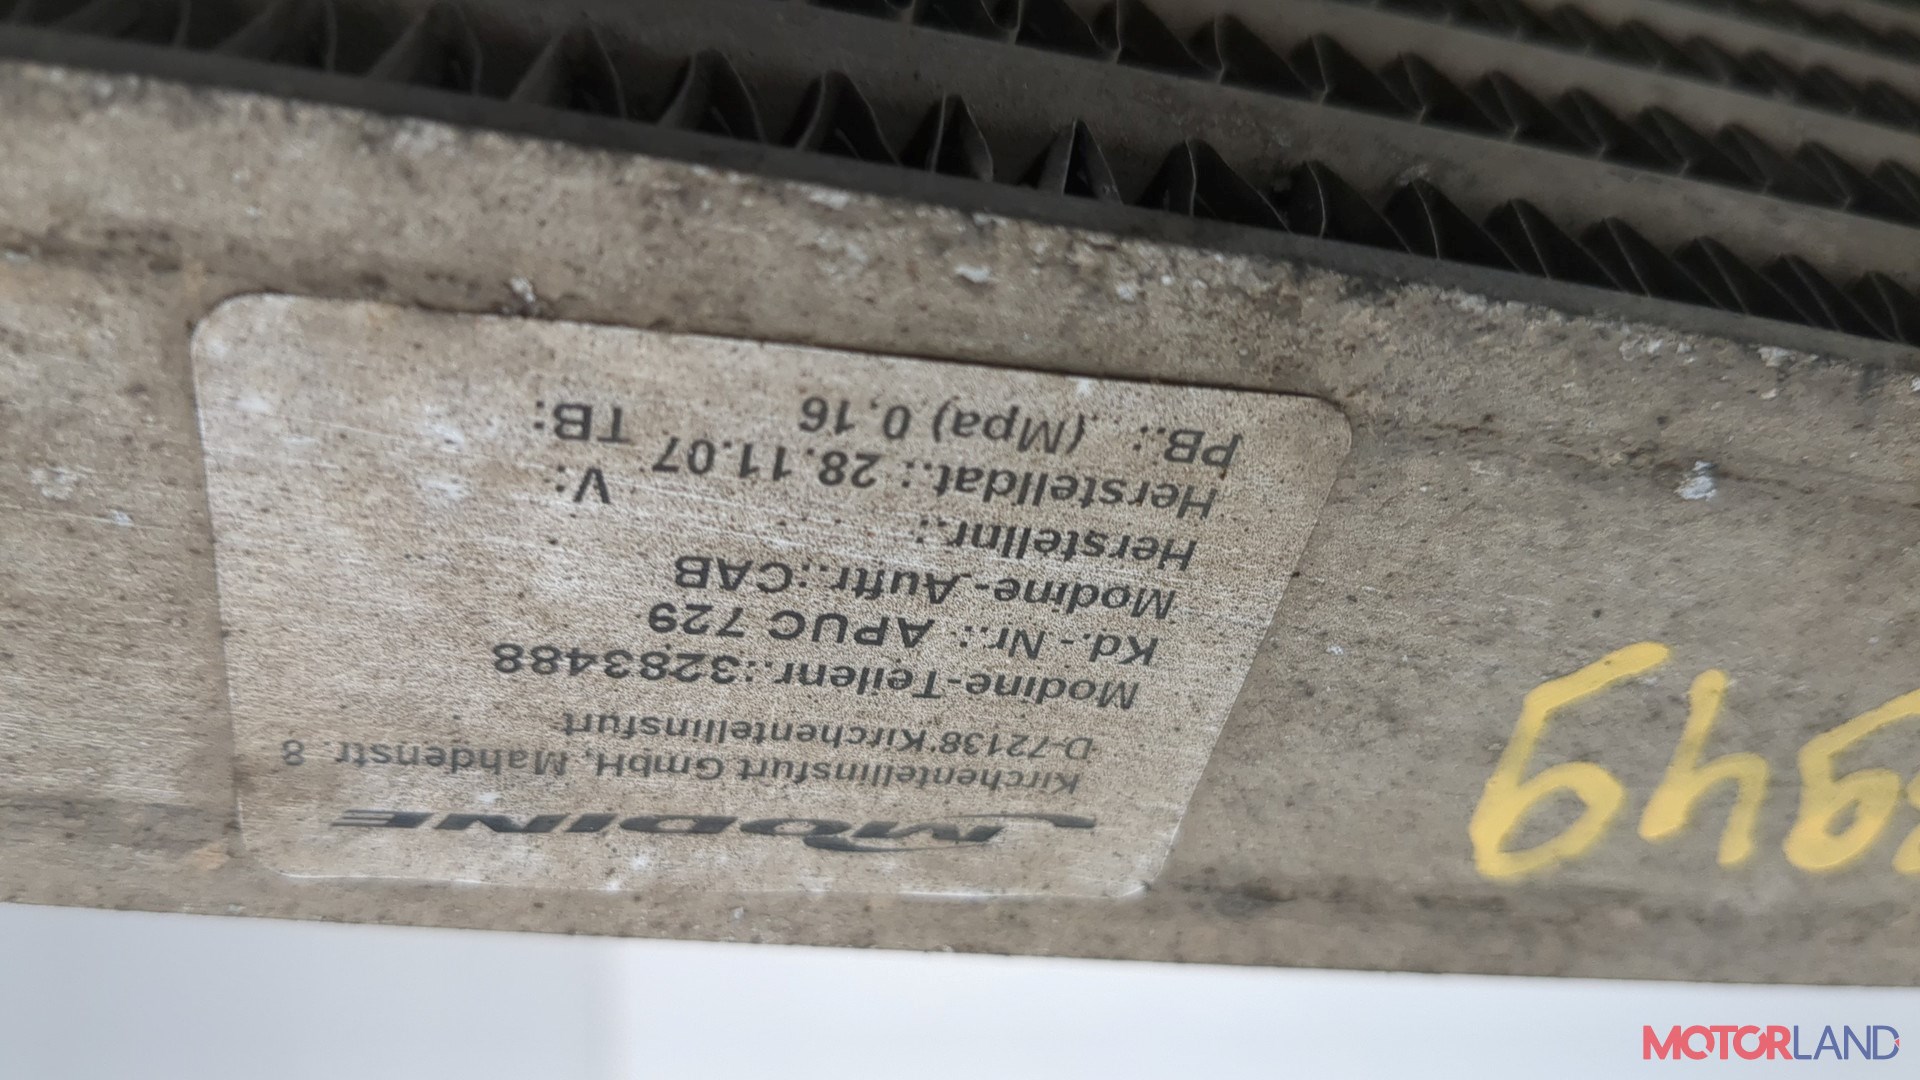 MODINE
Kirchentellinsfurt GmbH, Mahdenstr. 8
D-72138 Kirchentellinsfurt
Modine-Teilenr.:3283488
Kd.- Nr.: APUC 729
Modine- Auftr.:CAB
Herstellnr.: V:
Herstelldat.: 28.11.07 TB:
PB.: (Mpa) 0,16
MOTORLAND